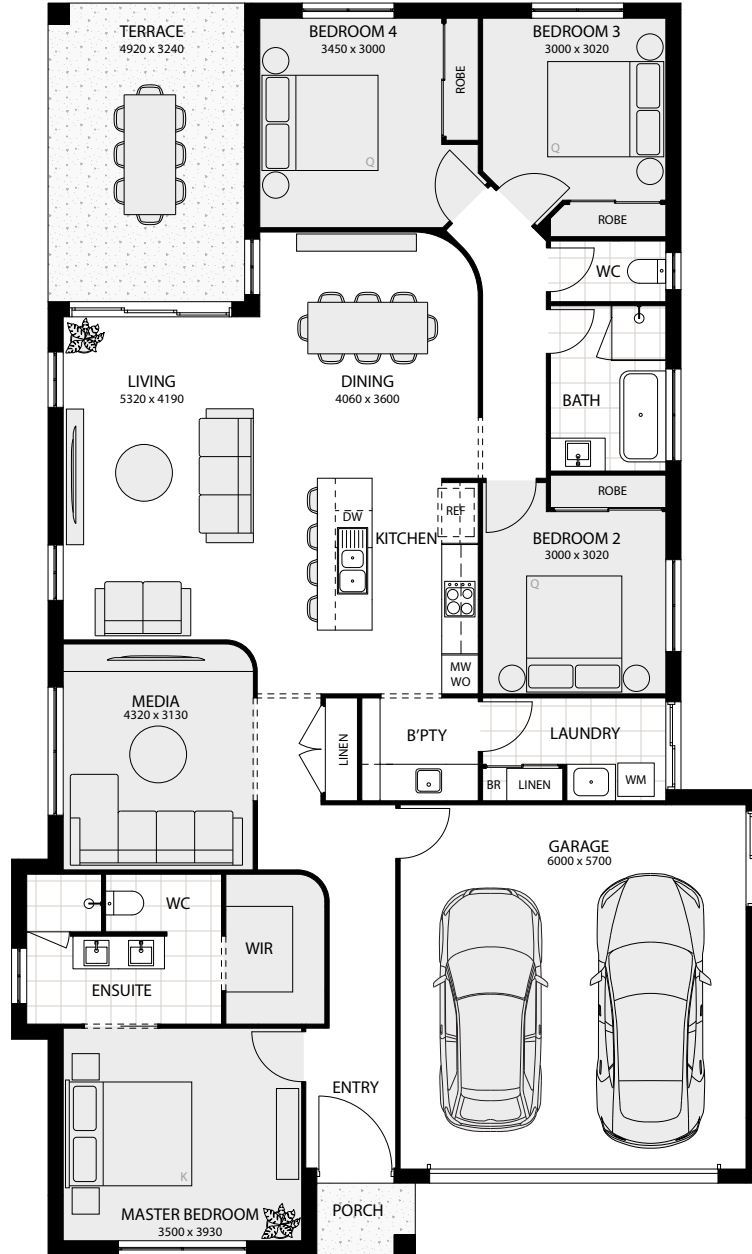 TERRACE
4920 x 3240
BEDROOM 4
3450 x 3000
ROBE
Q
BEDROOM 3
3000 x 3020
Q
ROBE
WC
LIVING
5320 x 4190
DINING
4060 x 3600
BATH
DW
KITCHEN
REF
ROBE
BEDROOM 2
3000 x 3020
Q
MW
WO
MEDIA
4320 x 3130
LINEN
B'PTY
LAUNDRY
BR
LINEN
WM
GARAGE
6000 x 5700
WC
WIR
ENSUITE
ENTRY
K
MASTER BEDROOM
3500 x 3930
PORCH